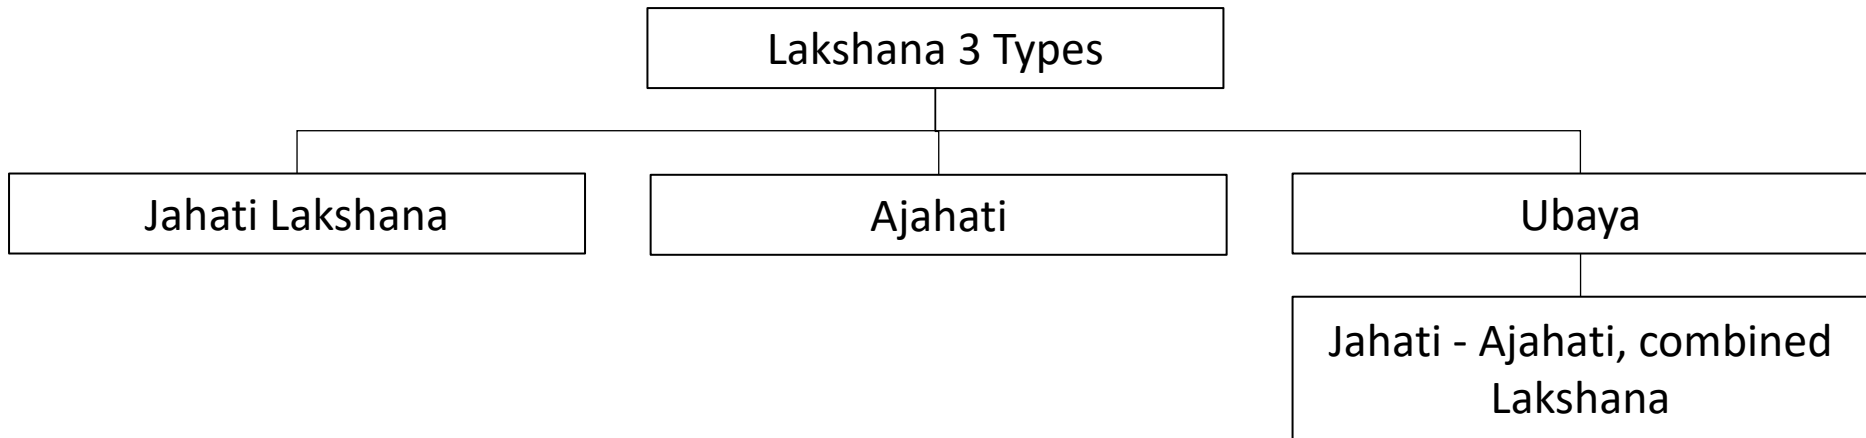 Lakshana 3 Types
Jahati Lakshana
Ajahati
Ubaya
Jahati - Ajahati, combined
Lakshana